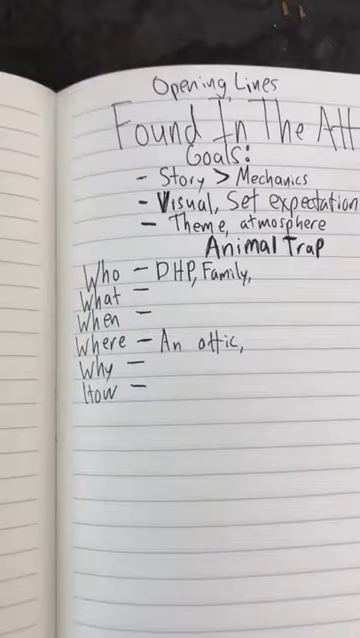 Opening Lines
Found In The Att
Goals:
- Story > Mechanics
- Visual, Set expectation
- Theme, atmosphere
Animal Trap
Who - DHP, Family,
What -
When -
Where - An attic,
Why -
How -